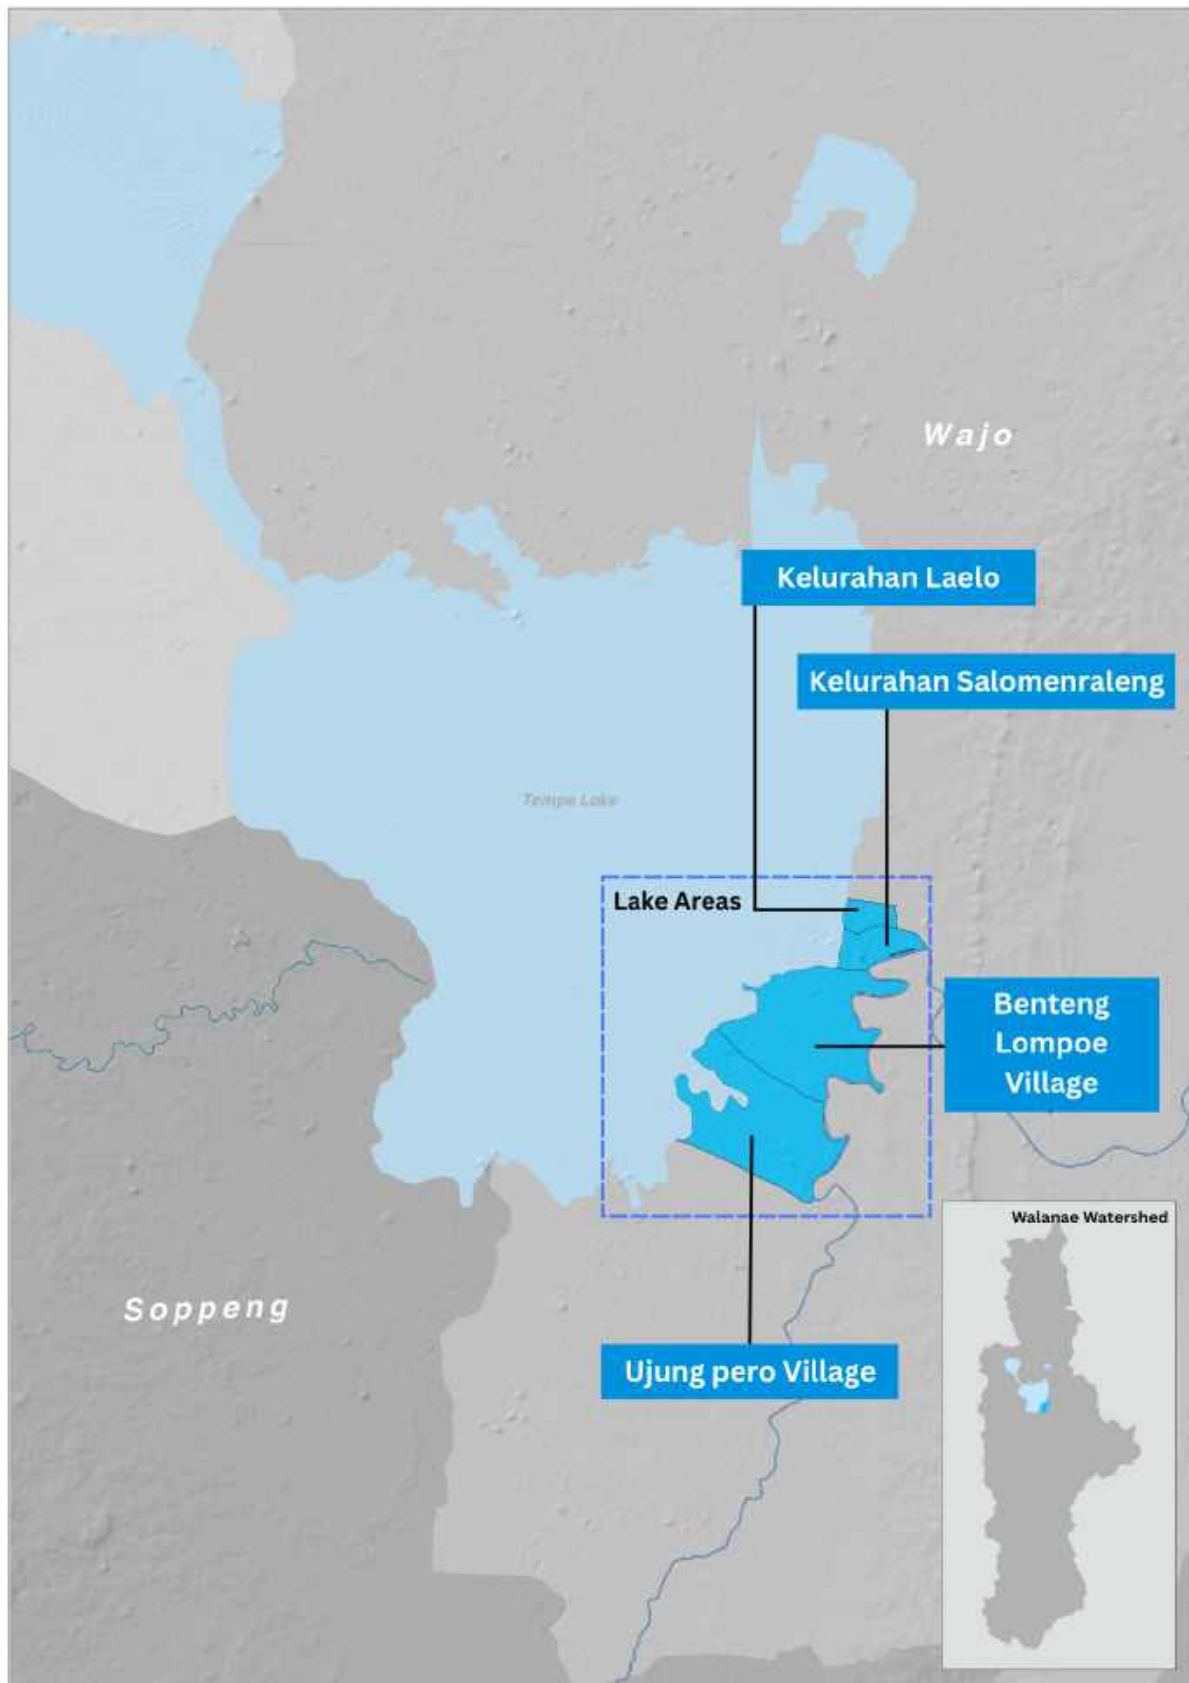 Wajo
Kelurahan Laelo
Kelurahan Salomenraleng
Tempe Lake
Lake Areas
Benteng
Lompoe
Village
Walanae Watershed
Soppeng
Ujung pero Village